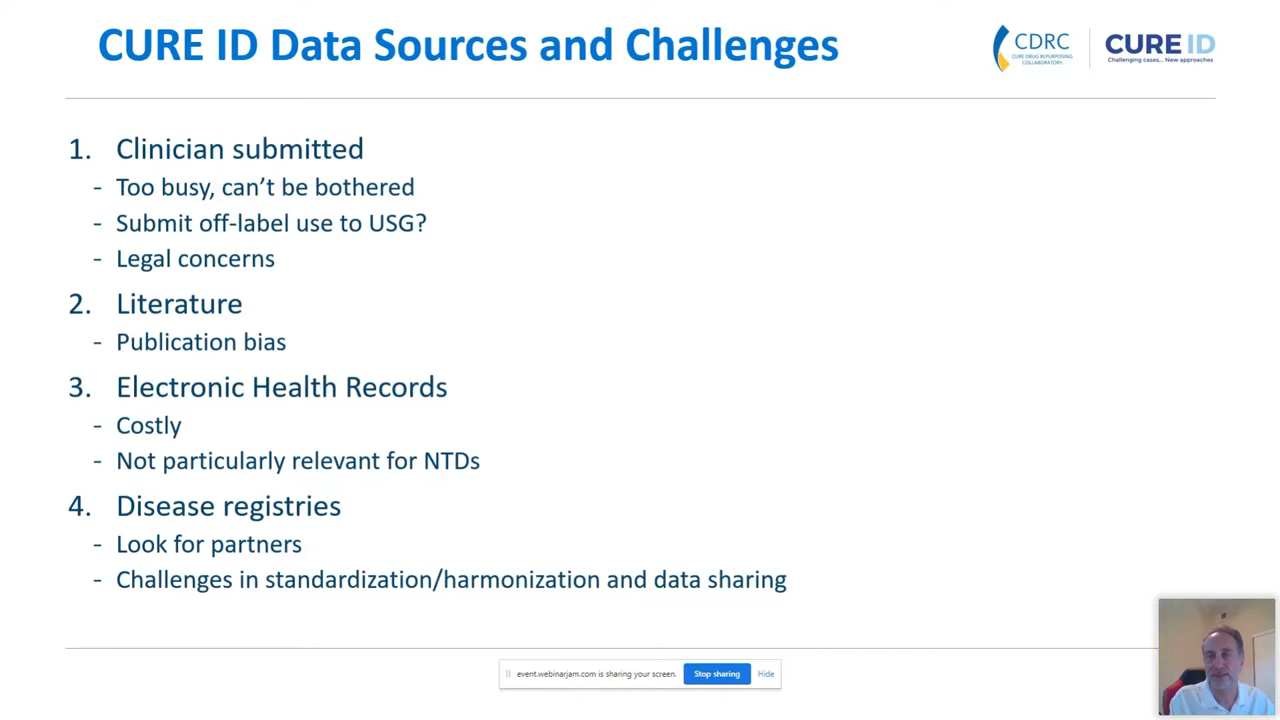 CURE ID Data Sources and Challenges
CDRC
CURE DRUG REPURPOSING
COLLABORATORY
CURE ID
Challenging cases... New approaches
1. Clinician submitted
- Too busy, can't be bothered
- Submit off-label use to USG?
- Legal concerns
2. Literature
- Publication bias
3. Electronic Health Records
- Costly
- Not particularly relevant for NTDs
4. Disease registries
- Look for partners
- Challenges in standardization/harmonization and data sharing
event.webinarjam.com is sharing your screen.
Stop sharing
Hide